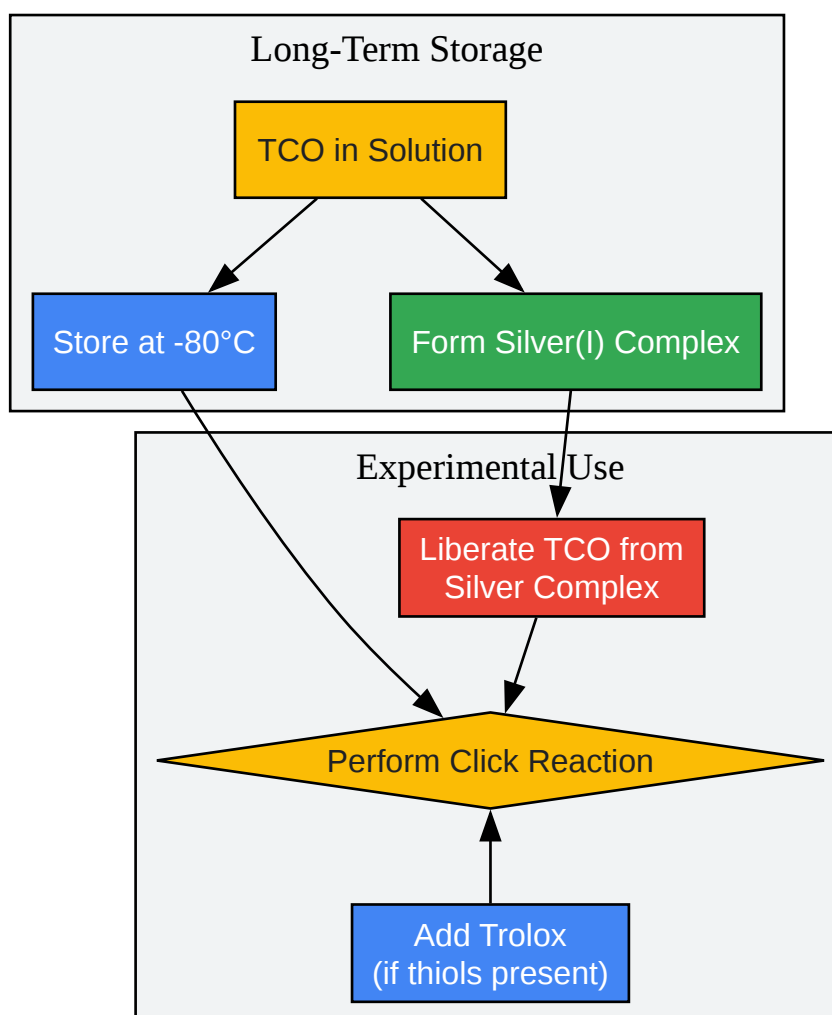 Long-Term Storage
TCO in Solution
Store at -80°C
Form Silver(I) Complex
Experimental Use
Liberate TCO from
Silver Complex
Perform Click Reaction
Add Trolox
(if thiols present)